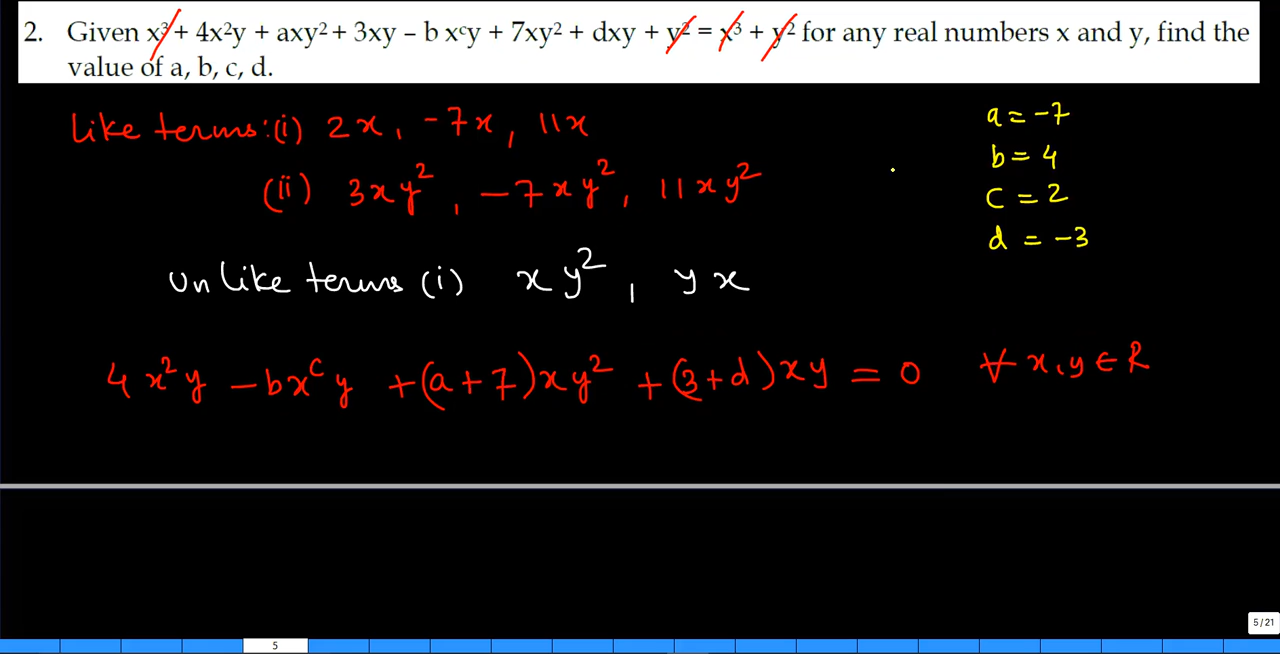 2. Given x³ + 4x²y + axy² + 3xy – b xᶜy + 7xy² + dxy + y² = x³ + y² for any real numbers x and y, find the
value of a, b, c, d.
like terms:(i) 2x, -7x, 11x
(ii) 3xy², -7xy², 11xy²
Unlike terms (i) xy², yx
4x²y - bxᶜy + (a+7)xy² + (3+d)xy = 0 ∀ x,y ∈ R
a = -7
b = 4
c = 2
d = -3
5/21
5